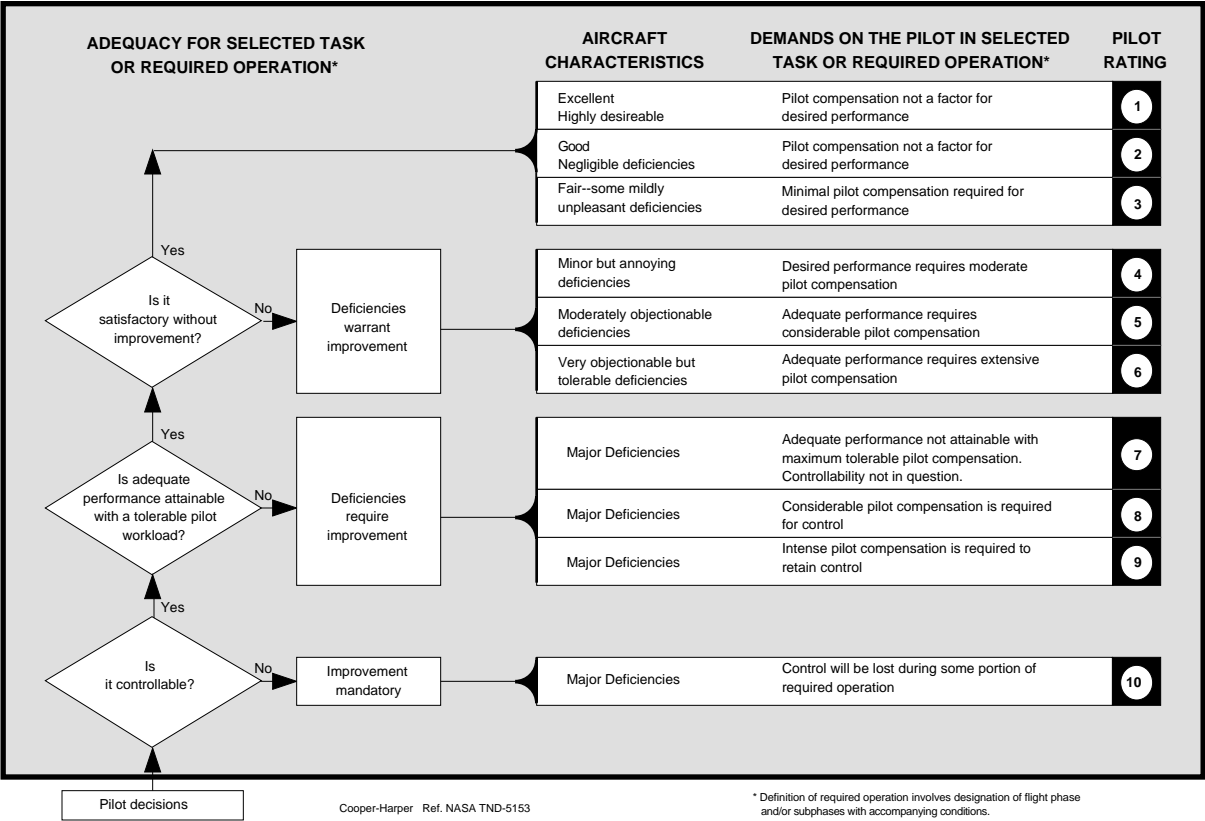 ADEQUACY FOR SELECTED TASK
OR REQUIRED OPERATION*
AIRCRAFT
CHARACTERISTICS
DEMANDS ON THE PILOT IN SELECTED
TASK OR REQUIRED OPERATION*
PILOT
RATING
Excellent
Highly desireable
Pilot compensation not a factor for
desired performance
1
Good
Negligible deficiencies
Pilot compensation not a factor for
desired performance
2
Fair--some mildly
unpleasant deficiencies
Minimal pilot compensation required for
desired performance
3
Yes
Is it
satisfactory without
improvement?
No
Deficiencies
warrant
improvement
Minor but annoying
deficiencies
Desired performance requires moderate
pilot compensation
4
Moderately objectionable
deficiencies
Adequate performance requires
considerable pilot compensation
5
Very objectionable but
tolerable deficiencies
Adequate performance requires extensive
pilot compensation
6
Yes
Is adequate
performance attainable
with a tolerable pilot
workload?
No
Deficiencies
require
improvement
Major Deficiencies
Adequate performance not attainable with
maximum tolerable pilot compensation.
Controllability not in question.
7
Major Deficiencies
Considerable pilot compensation is required
for control
8
Major Deficiencies
Intense pilot compensation is required to
retain control
9
Yes
Is
it controllable?
No
Improvement
mandatory
Major Deficiencies
Control will be lost during some portion of
required operation
10
Pilot decisions
Cooper-Harper Ref. NASA TND-5153
* Definition of required operation involves designation of flight phase
and/or subphases with accompanying conditions.